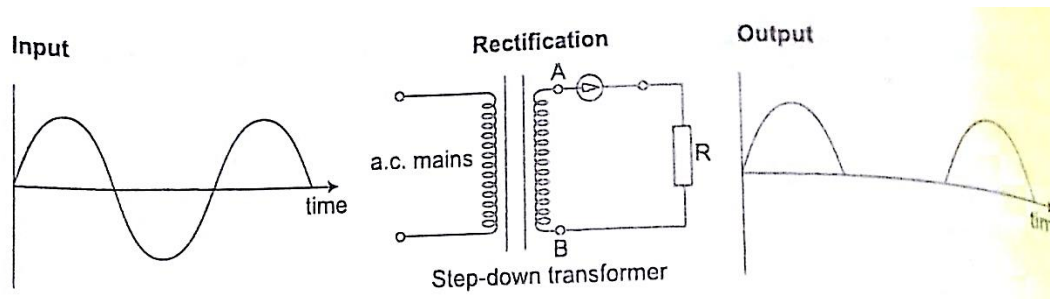 Input
Rectification
Output
A
a.c. mains
R
time
B
Step-down transformer